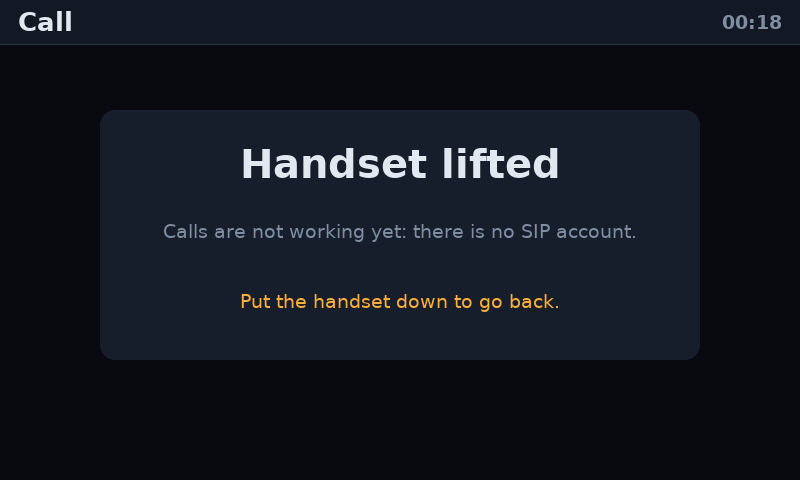 Call
00:18
Handset lifted
Calls are not working yet: there is no SIP account.
Put the handset down to go back.